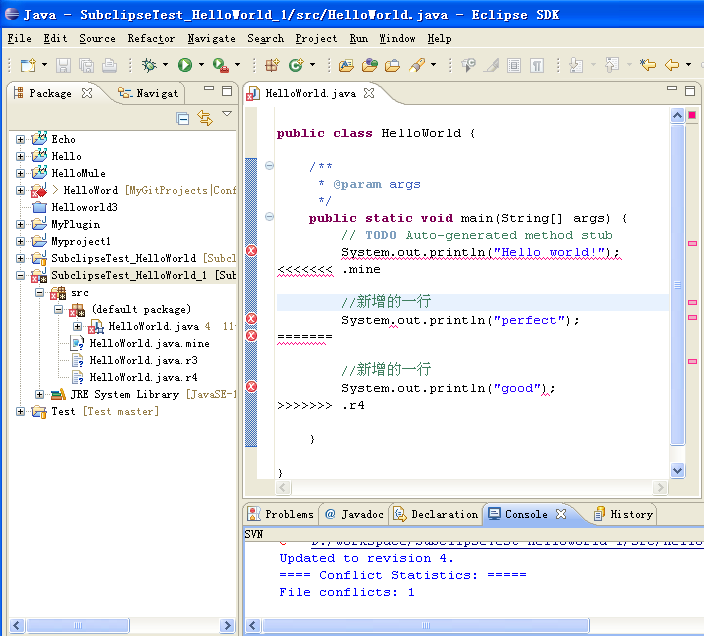 Java - SubclipseTest_HelloWorld_1/src/HelloWorld.java - Eclipse SDK
File Edit Source Refactor Navigate Search Project Run Window Help
Package
Navigat
Echo
Hello
HelloMule
> HelloWord [MyGitProjects|Conf
Helloworld3
MyPlugin
Myproject1
SubclipseTest_HelloWorld [Subcl
SubclipseTest_HelloWorld_1 [Sub
src
(default package)
HelloWorld.java 4 11
HelloWorld.java.mine
HelloWorld.java.r3
HelloWorld.java.r4
JRE System Library [JavaSE-1
Test [Test master]
HelloWorld.java
public class HelloWorld {
/**
* @param args
*/
public static void main(String[] args) {
// TODO Auto-generated method stub
System.out.println("Hello world!");
<<<<<<< .mine
//新增的一行
System.out.println("perfect");
=======
//新增的一行
System.out.println("good");
>>>>>>> .r4
}
}
Problems @ Javadoc Declaration Console History
SVN
Updated to revision 4.
==== Conflict Statistics: =====
File conflicts: 1